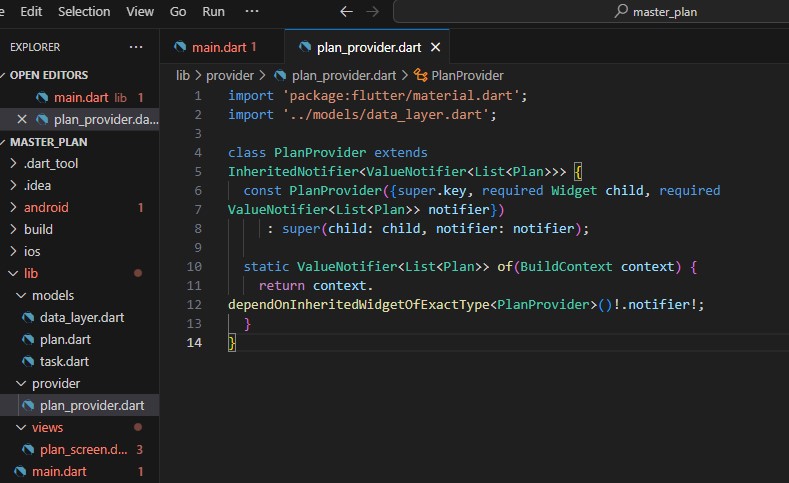 e Edit Selection View Go Run ··· ← → master_plan
EXPLORER ···
OPEN EDITORS
main.dart lib 1
× plan_provider.da...
MASTER_PLAN
.dart_tool
.idea
android 1
build
ios
lib
models
data_layer.dart
plan.dart
task.dart
provider
plan_provider.dart
views
plan_screen.d... 3
main.dart 1
main.dart 1 plan_provider.dart ×
lib > provider > plan_provider.dart > PlanProvider
1 import 'package:flutter/material.dart';
2 import '../models/data_layer.dart';
3
4 class PlanProvider extends
5 InheritedNotifier<ValueNotifier<List<Plan>>> {
6   const PlanProvider({super.key, required Widget child, required
7 ValueNotifier<List<Plan>> notifier})
8      : super(child: child, notifier: notifier);
9
10   static ValueNotifier<List<Plan>> of(BuildContext context) {
11     return context.
12 dependOnInheritedWidgetOfExactType<PlanProvider>()!.notifier!;
13   }
14 }